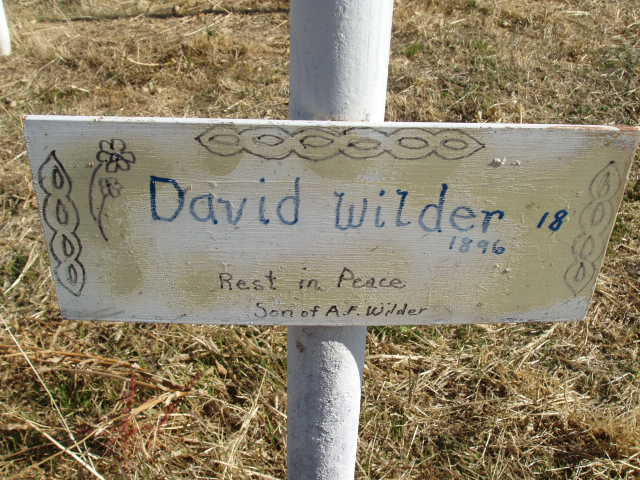 David Wilder 18
1896
Rest in Peace
Son of A.F. Wilder